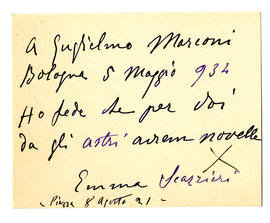 A Guglielmo Marconi
Bologna 5 Maggio 934
Ho fede che per Voi
da gli astri avrem novelle
Emma Scazzieri
- Piazza 8 Agosto 21 -